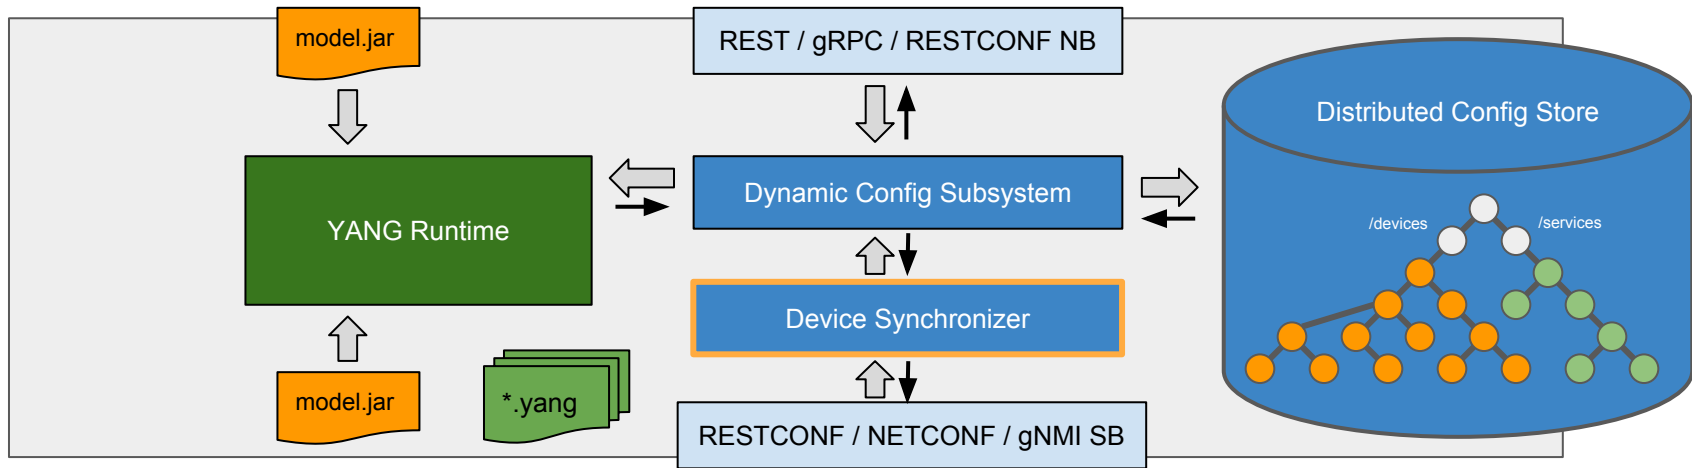 model.jar
REST / gRPC / RESTCONF NB
Distributed Config Store
YANG Runtime
Dynamic Config Subsystem
/devices
/services
Device Synchronizer
model.jar
*.yang
RESTCONF / NETCONF / gNMI SB